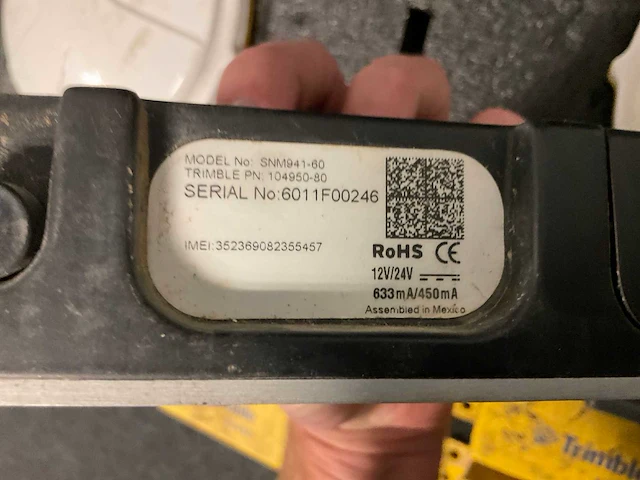 MODEL No: SNM941-60
TRIMBLE PN: 104950-80
SERIAL No:6011F00246
IMEI:352369082355457
RoHS CE
12V/24V
633mA/450mA
Assembled in Mexico
Trimble